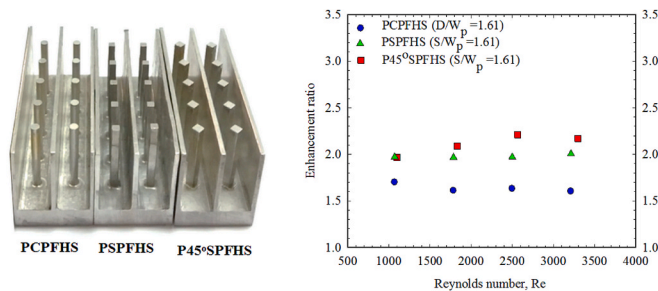 PCPFHS PSPFHS P45°SPFHS
PCPFHS (D/Wp =1.61)
PSPFHS (S/Wp =1.61)
P45°SPFHS (S/Wp =1.61)
Enhancement ratio
3.5
3.0
2.5
2.0
1.5
1.0
3.5
3.0
2.5
2.0
1.5
1.0
500 1000 1500 2000 2500 3000 3500 4000
Reynolds number, Re